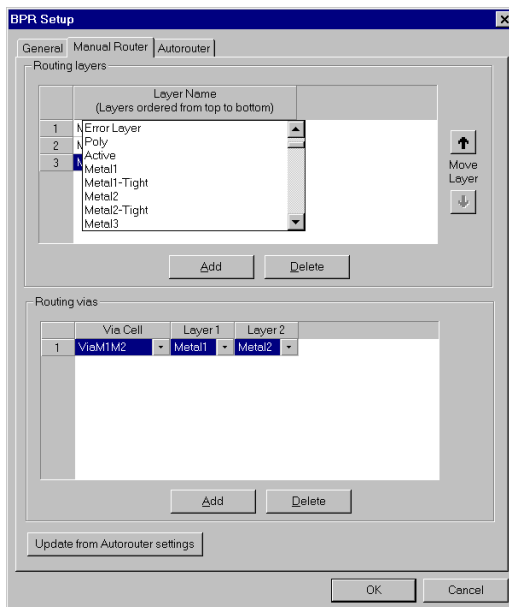 BPR Setup
General Manual Router Autorouter
Routing layers
Layer Name
(Layers ordered from top to bottom)
1 M
2 M
3 M
Error Layer
Poly
Active
Metal1
Metal1-Tight
Metal2
Metal2-Tight
Metal3
Move
Layer
Add Delete
Routing vias
Via Cell Layer 1 Layer 2
1 ViaM1M2 Metal1 Metal2
Add Delete
Update from Autorouter settings
OK Cancel